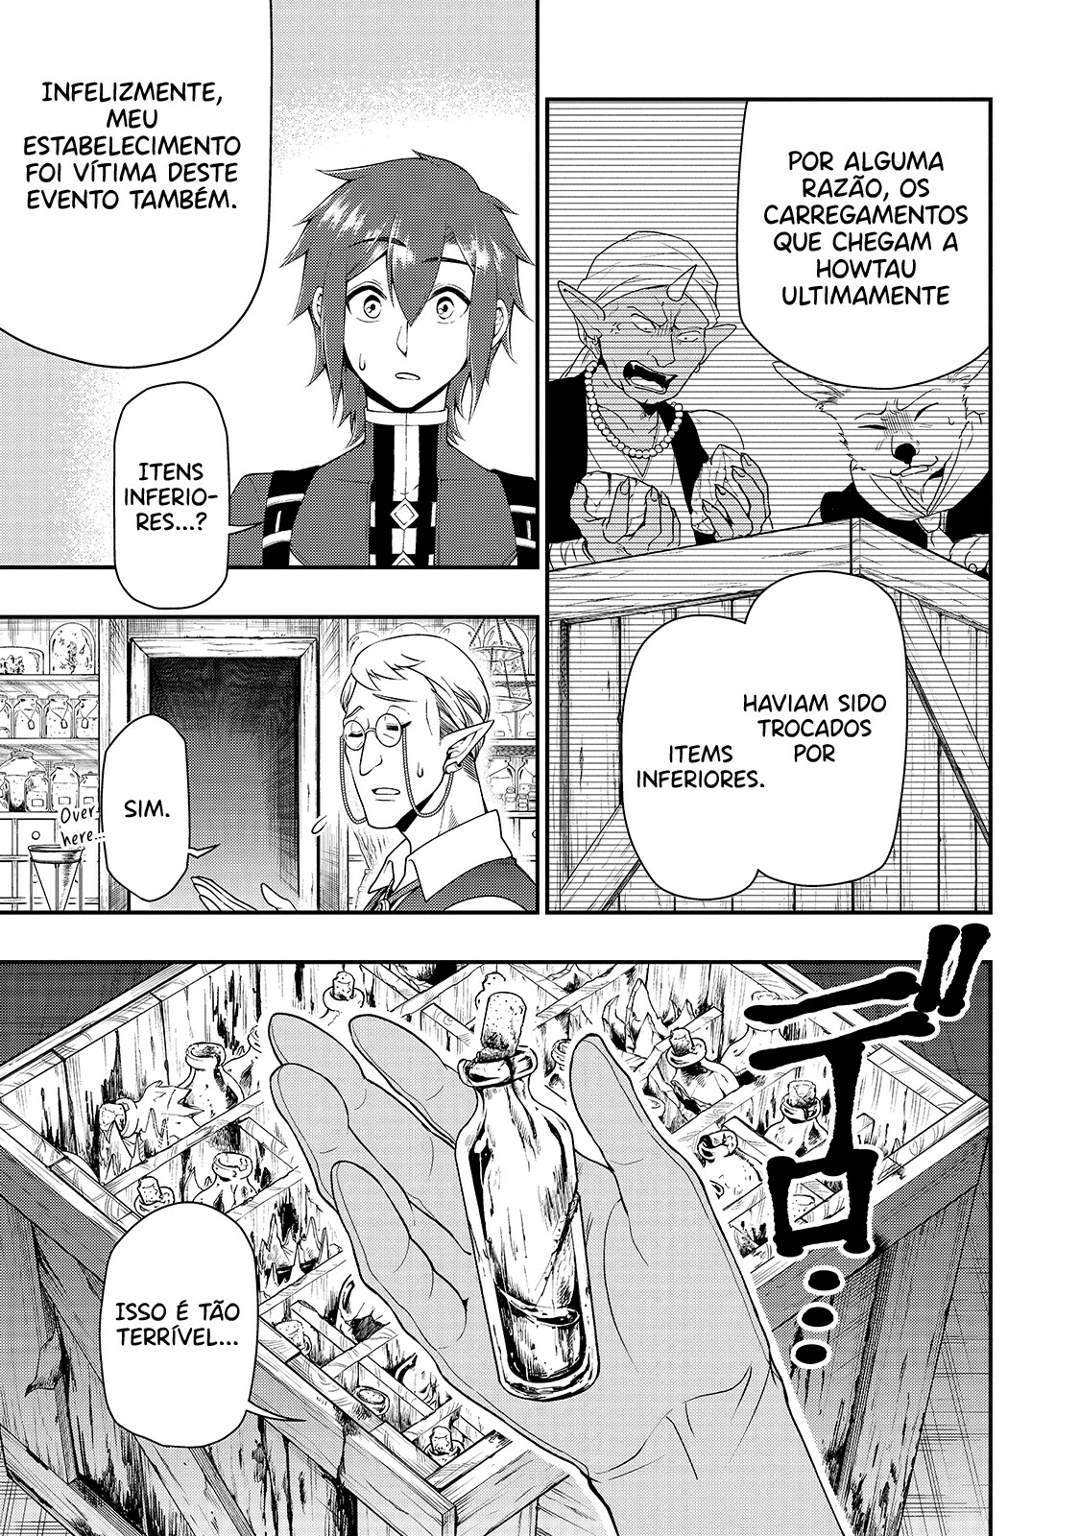 POR ALGUMA
RAZÃO, OS
CARREGAMENTOS
QUE CHEGAM A
HOWTAU
ULTIMAMENTE
HAVIAM SIDO
TROCADOS
POR
ITEMS
INFERIORES.
INFELIZMENTE,
MEU
ESTABELECIMENTO
FOI VÍTIMA DESTE
EVENTO TAMBÉM.
ITENS
INFERIO-
RES...?
SIM.
Over
here...
デロ…
ISSO É TÃO
TERRÍVEL...